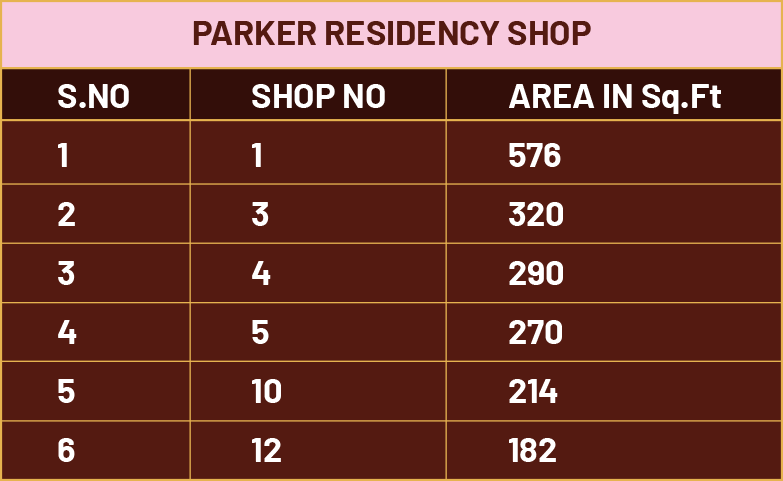 PARKER RESIDENCY SHOP
S.NO SHOP NO AREA IN Sq.Ft
1 1 576
2 3 320
3 4 290
4 5 270
5 10 214
6 12 182